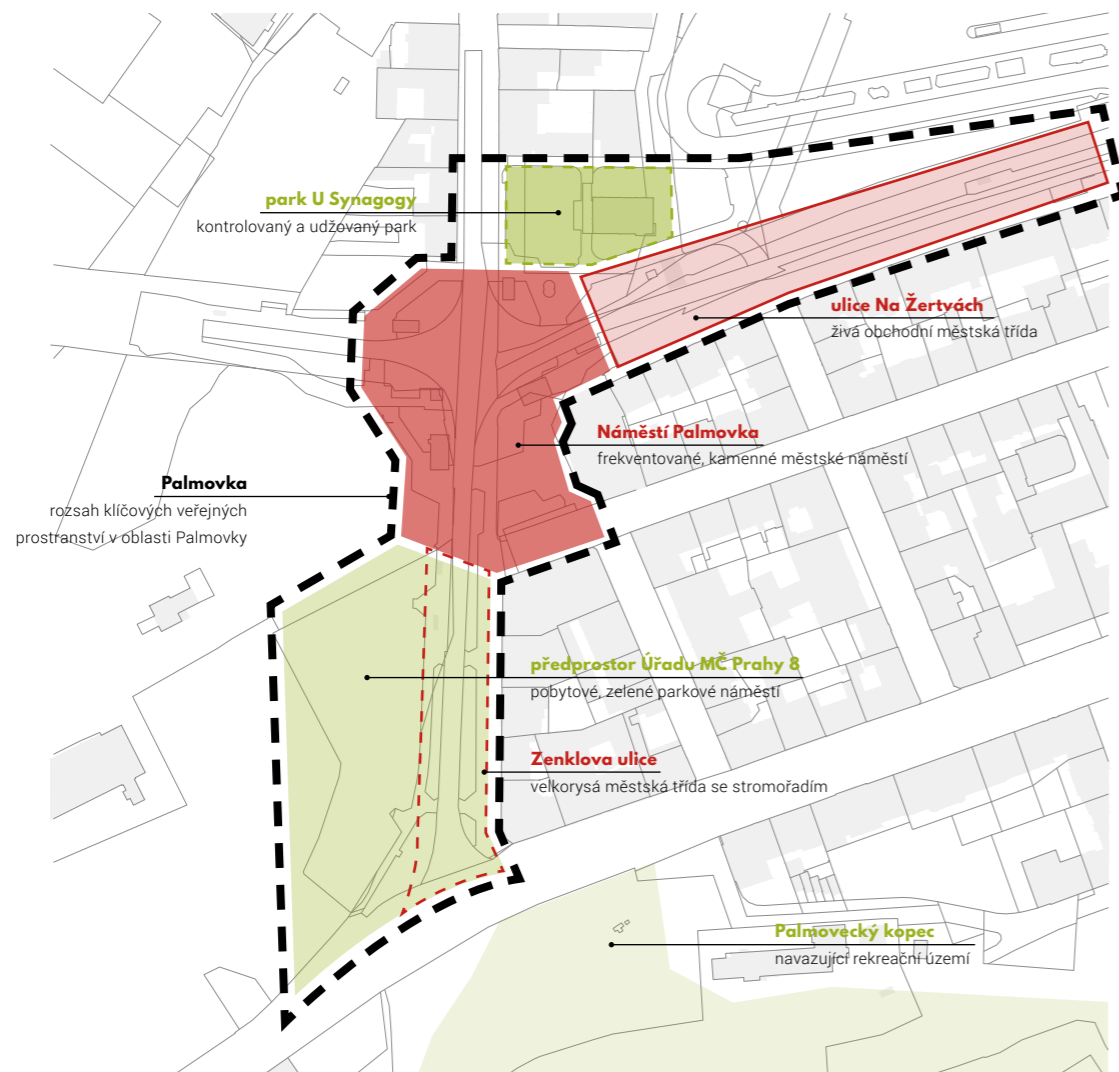 park U Synagogy
kontrolovaný a udžovaný park
ulice Na Žertvách
živá obchodní městská třída
Náměstí Palmovka
frekventované, kamenné městské náměstí
Palmovka
rozsah klíčových veřejných
prostranství v oblasti Palmovky
předprostor Úřadu MČ Prahy 8
pobytové, zelené parkové náměstí
Zenklova ulice
velkorysá městská třída se stromořadím
Palmovecký kopec
navazující rekreační území